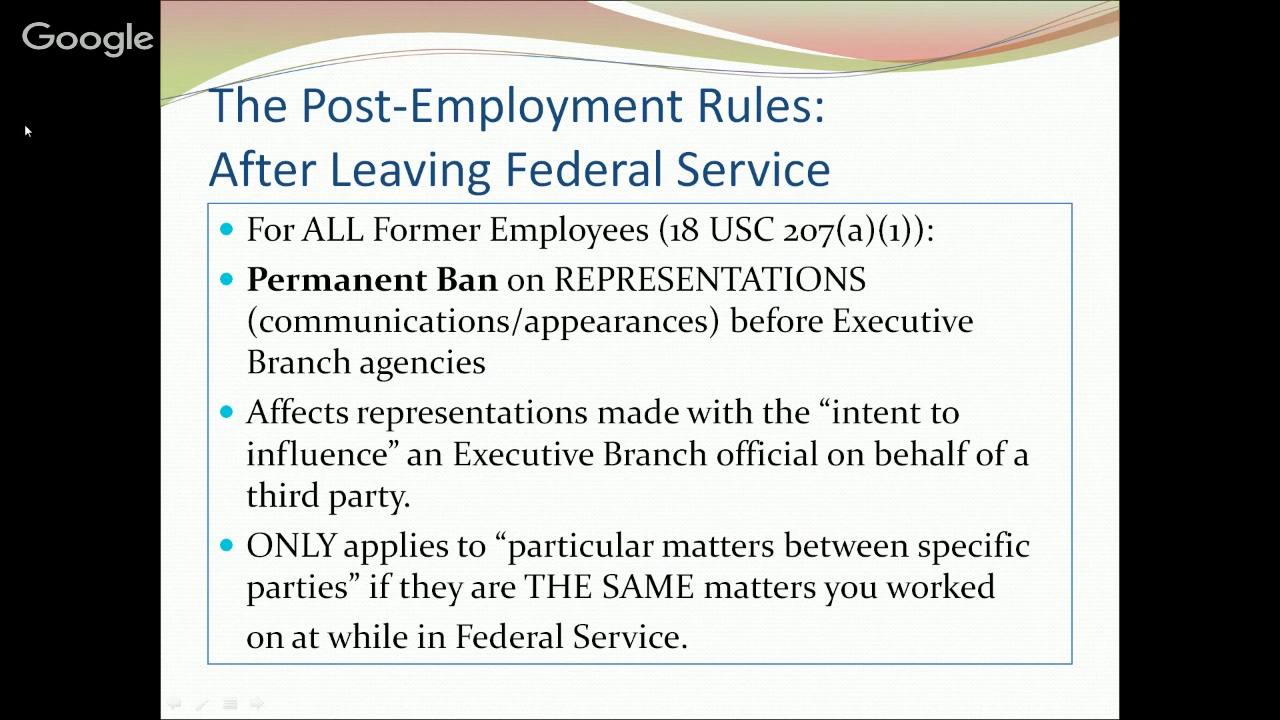 Google
The Post-Employment Rules:
After Leaving Federal Service
For ALL Former Employees (18 USC 207(a)(1)):
Permanent Ban on REPRESENTATIONS
(communications/appearances) before Executive
Branch agencies
Affects representations made with the “intent to
influence” an Executive Branch official on behalf of a
third party.
ONLY applies to “particular matters between specific
parties” if they are THE SAME matters you worked
on at while in Federal Service.